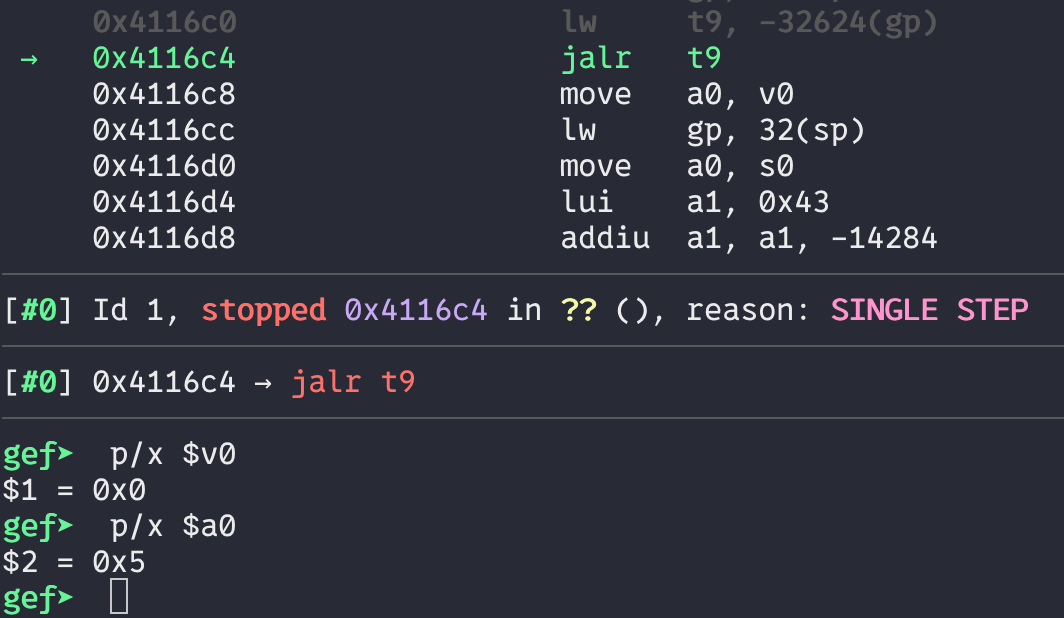 0x4116c0 lw t9, -32624(gp)
→ 0x4116c4 jalr t9
0x4116c8 move a0, v0
0x4116cc lw gp, 32(sp)
0x4116d0 move a0, s0
0x4116d4 lui a1, 0x43
0x4116d8 addiu a1, a1, -14284
[#0] Id 1, stopped 0x4116c4 in ?? (), reason: SINGLE STEP
[#0] 0x4116c4 → jalr t9
gef➤ p/x $v0
$1 = 0x0
gef➤ p/x $a0
$2 = 0x5
gef➤